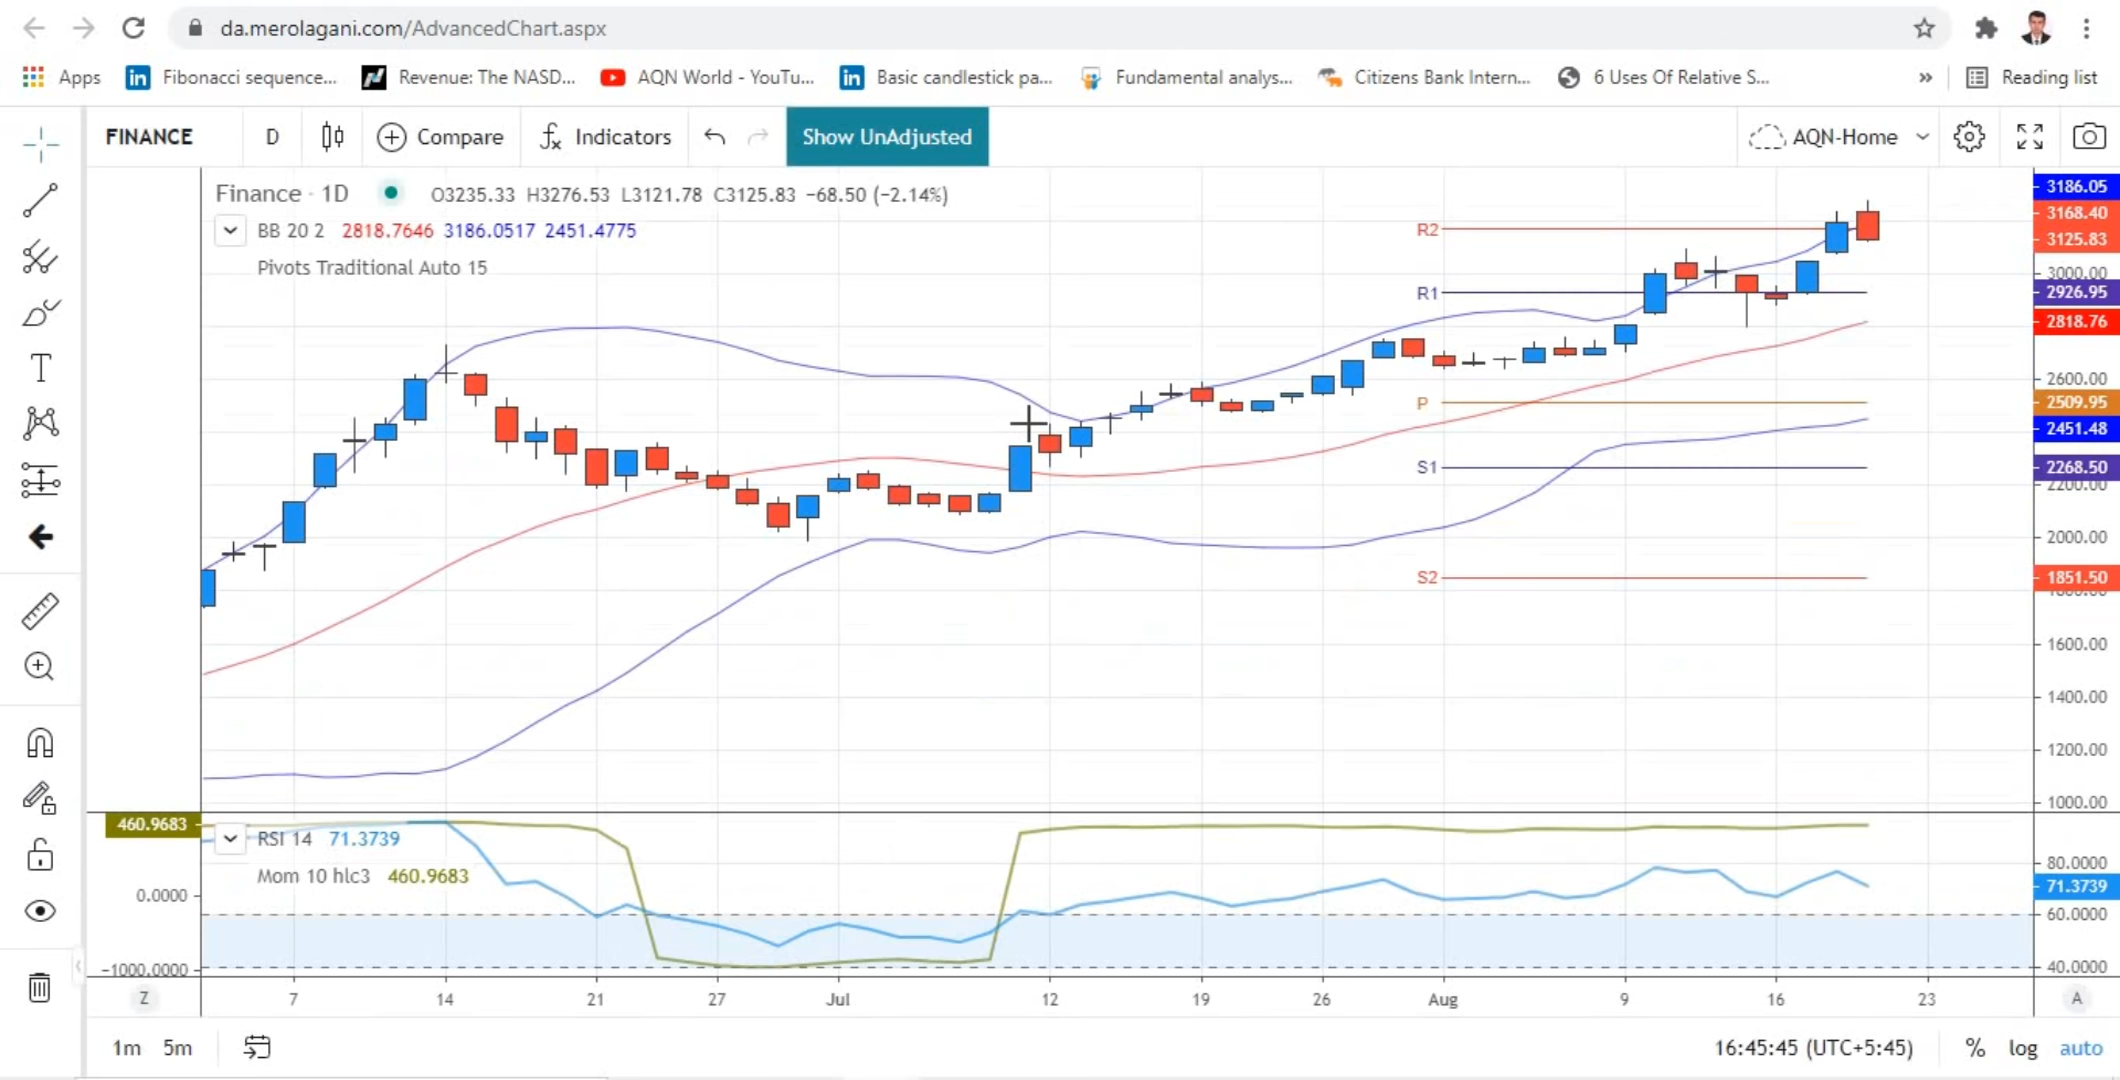 da.merolagani.com/AdvancedChart.aspx
Apps Fibonacci sequence... Revenue: The NASD... AQN World - YouTu... Basic candlestick pa... Fundamental analys... Citizens Bank Intern... 6 Uses Of Relative S... » Reading list
FINANCE D Compare Indicators Show UnAdjusted AQN-Home
Finance · 1D O3235.33 H3276.53 L3121.78 C3125.83 −68.50 (−2.14%)
BB 20 2 2818.7646 3186.0517 2451.4775
Pivots Traditional Auto 15
3186.05
3168.40
R2
3125.83
3000.00
R1 2926.95
2818.76
2600.00
P 2509.95
2451.48
S1 2268.50
2200.00
2000.00
S2 1851.50
1800.00
1600.00
1400.00
1200.00
1000.00
460.9683
RSI 14 71.3739
80.0000
Mom 10 hlc3 460.9683
71.3739
0.0000
60.0000
−1000.0000 40.0000
Z 7 14 21 27 Jul 12 19 26 Aug 9 16 23 A
1m 5m 16:45:45 (UTC+5:45) % log auto